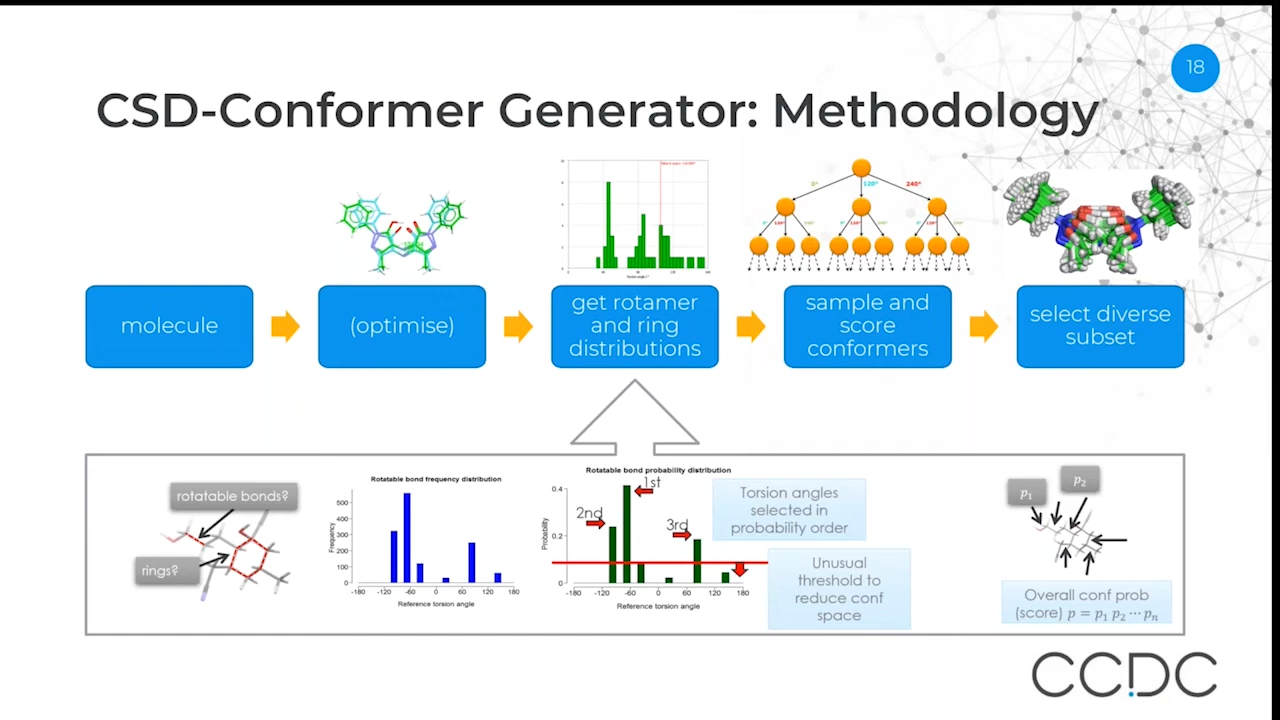 18
CSD-Conformer Generator: Methodology
0° 120° 240°
molecule
(optimise)
get rotamer
and ring
distributions
sample and
score
conformers
select diverse
subset
rotatable bonds?
rings?
Rotatable bond frequency distribution
Frequency
500
400
300
200
100
0
-180 -120 -60 0 60 120 180
Reference torsion angle
Rotatable bond probability distribution
Probability
0.4
0.2
0
1st
2nd
3rd
-180 -120 -60 0 60 120 180
Reference torsion angle
Torsion angles
selected in
probability order
Unusual
threshold to
reduce conf
space
p₁
p₂
Overall conf prob
(score) p = p₁ p₂ ⋯ pₙ
CCDC